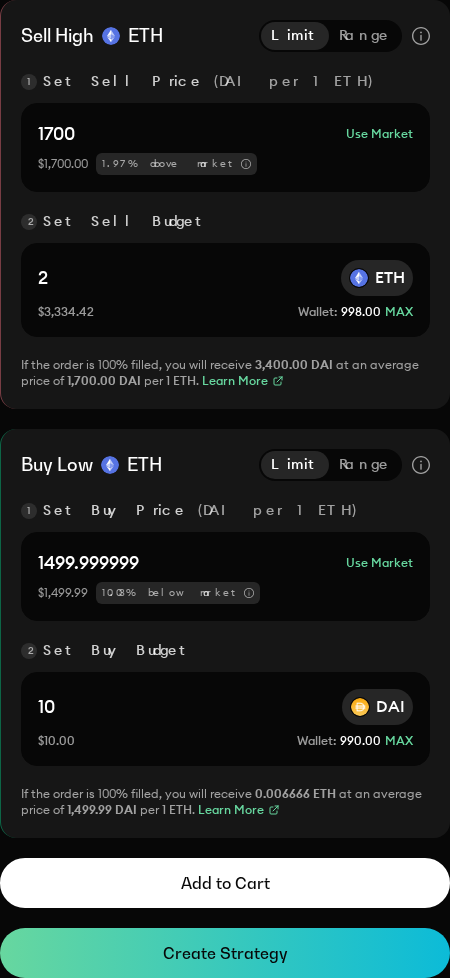 Sell High ETH Limit Range
1 Set Sell Price (DAI per 1 ETH)
1700 Use Market
$1,700.00 1.97% above market
2 Set Sell Budget
2 ETH
$3,334.42 Wallet: 998.00 MAX
If the order is 100% filled, you will receive 3,400.00 DAI at an average
price of 1,700.00 DAI per 1 ETH. Learn More
Buy Low ETH Limit Range
1 Set Buy Price (DAI per 1 ETH)
1499.999999 Use Market
$1,499.99 10.03% below market
2 Set Buy Budget
10 DAI
$10.00 Wallet: 990.00 MAX
If the order is 100% filled, you will receive 0.006666 ETH at an average
price of 1,499.99 DAI per 1 ETH. Learn More
Add to Cart
Create Strategy